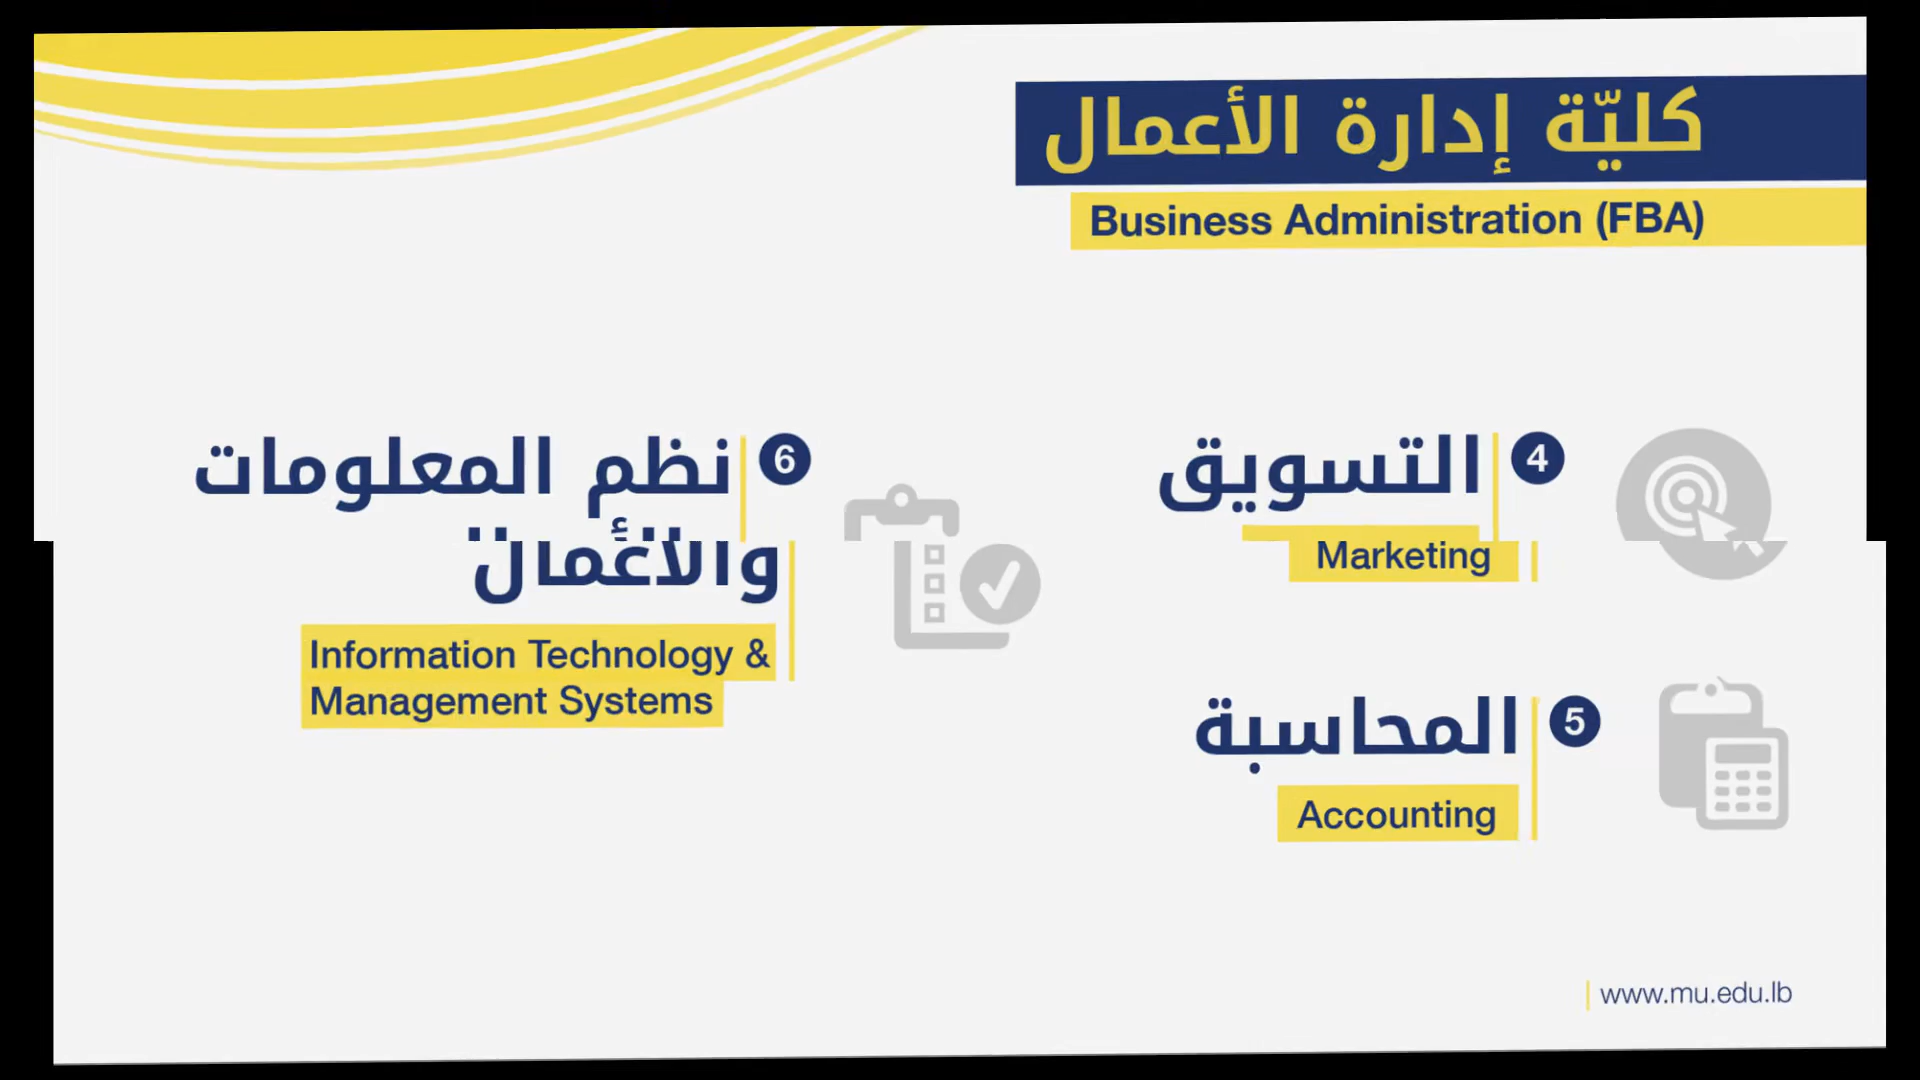 كليّة إدارة الأعمال
Business Administration (FBA)
4 التسويق
Marketing
5 المحاسبة
Accounting
6 نظم المعلومات
والأعمال
Information Technology &
Management Systems
www.mu.edu.lb